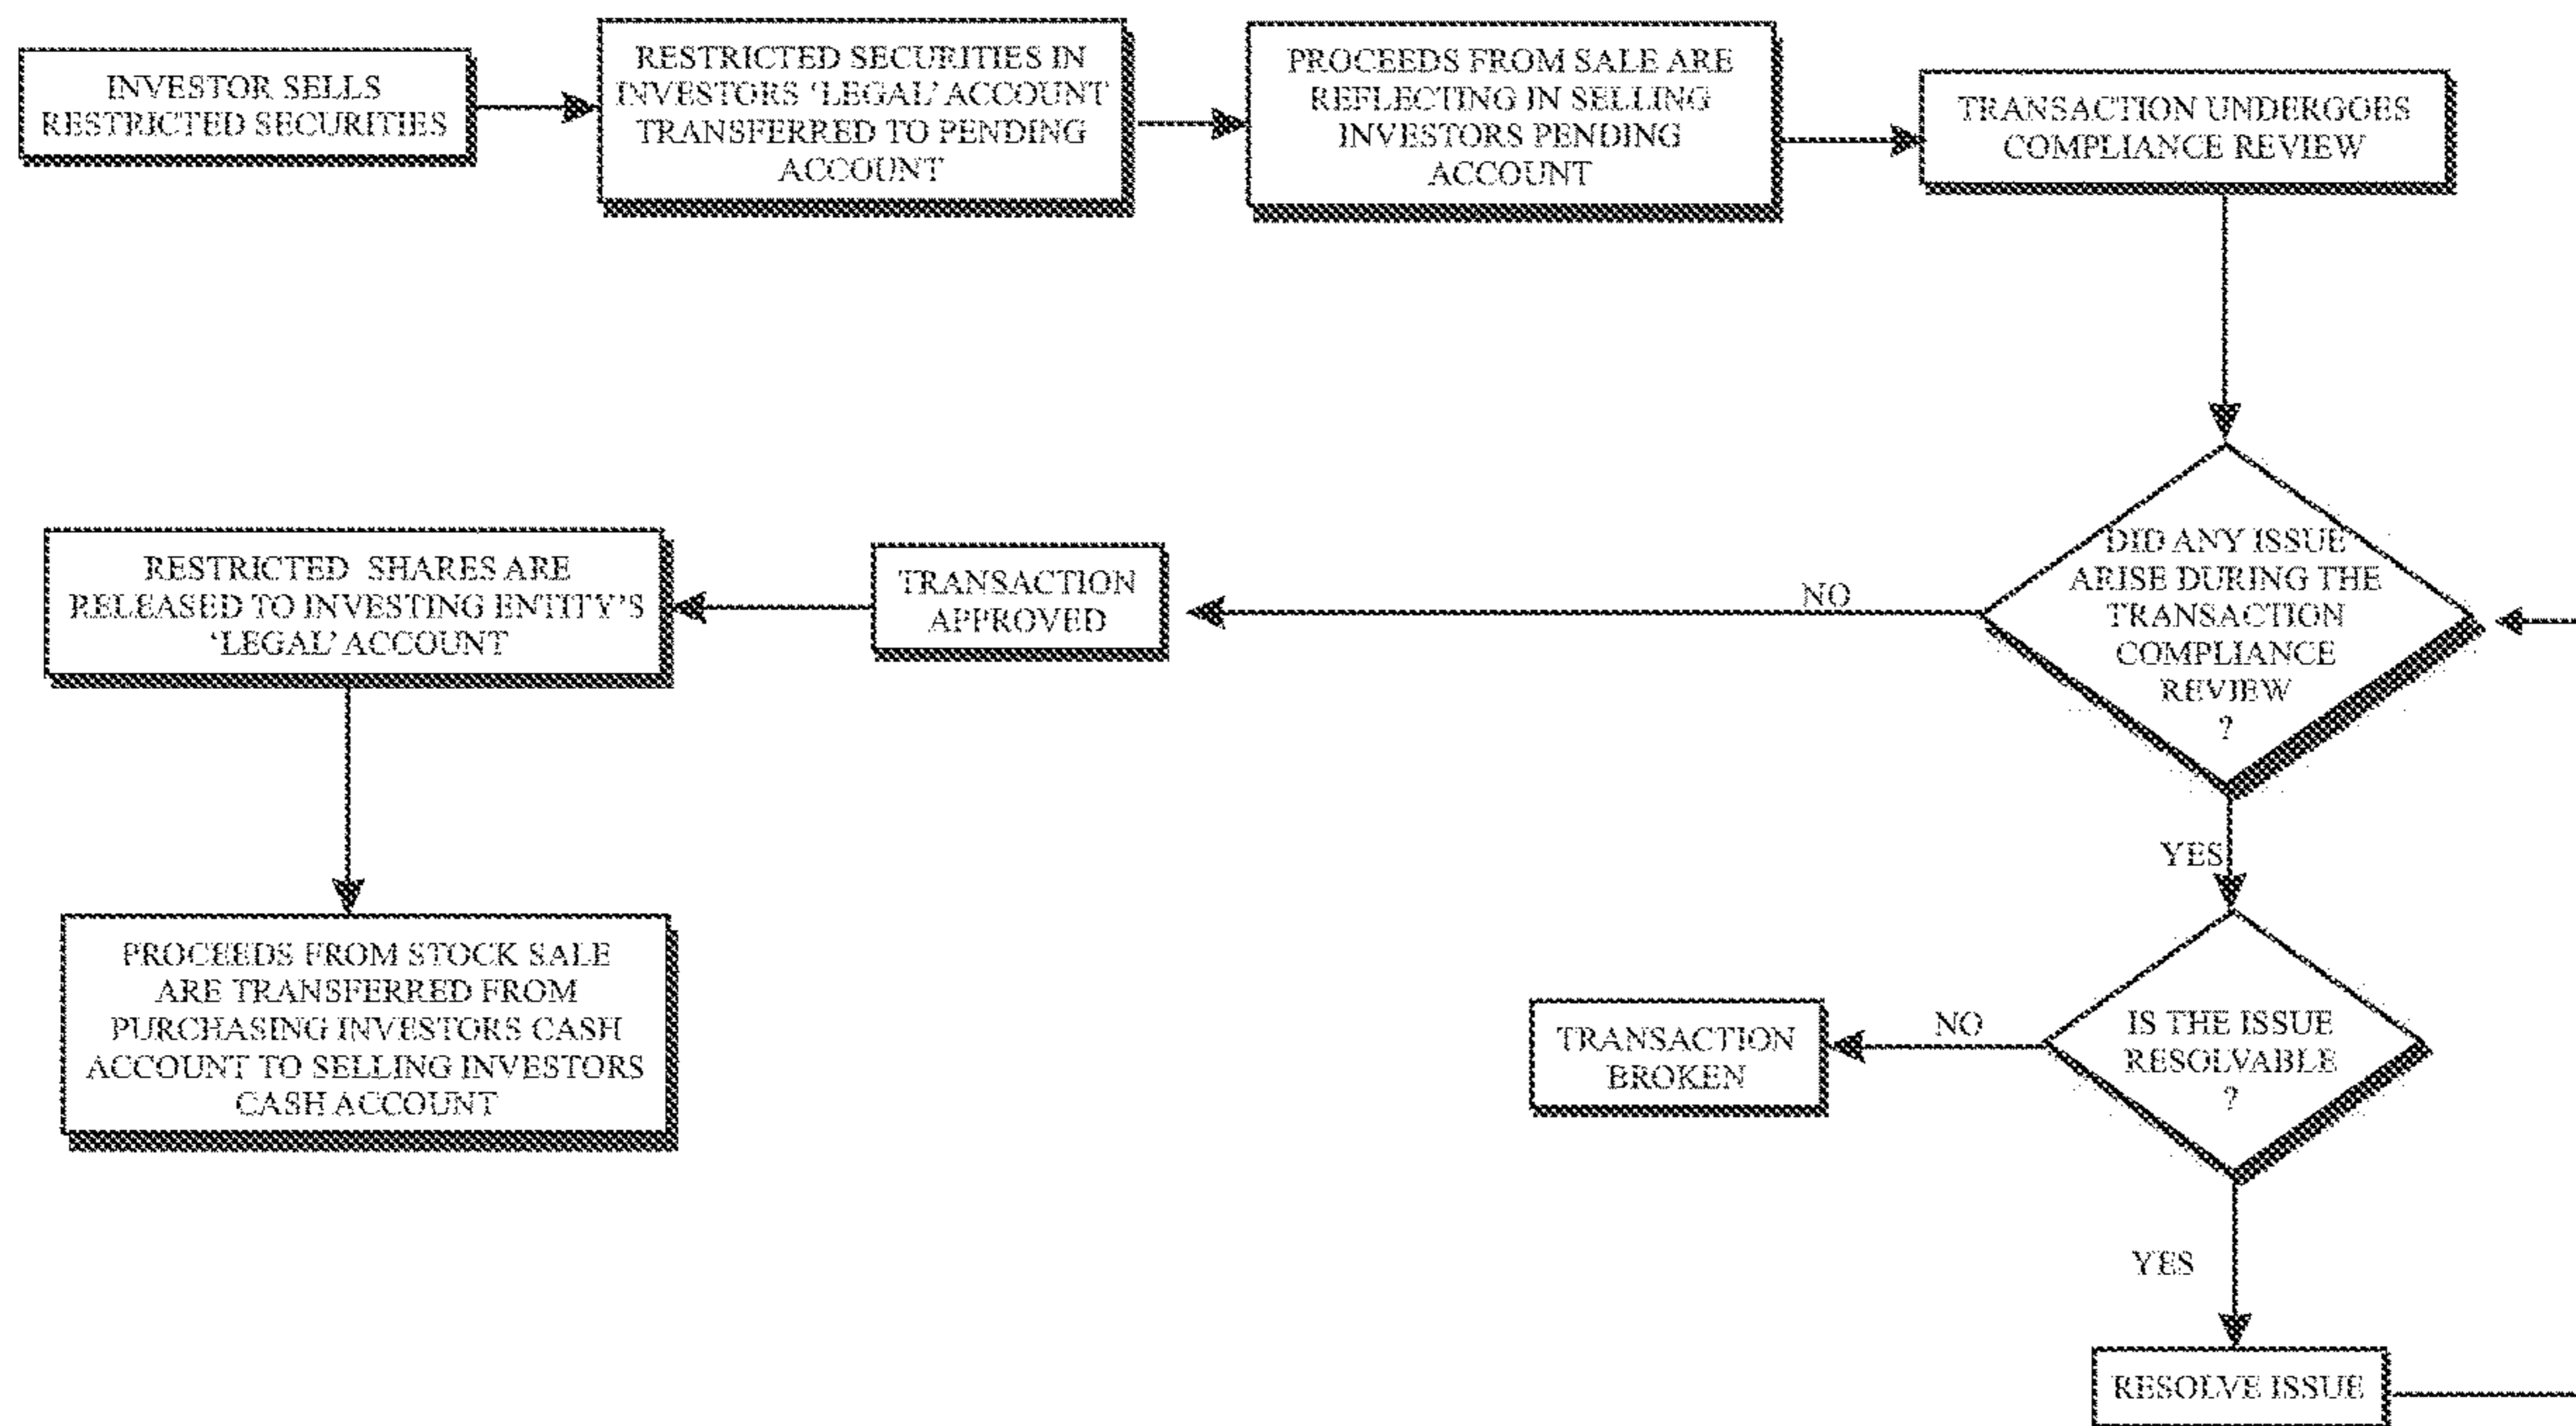 INVESTOR SELLS
RESTRICTED SECURITIES
RESTRICTED SECURITIES IN
INVESTORS ‘LEGAL’ ACCOUNT
TRANSFERRED TO PENDING
ACCOUNT
PROCEEDS FROM SALE ARE
REFLECTING IN SELLING
INVESTORS PENDING
ACCOUNT
TRANSACTION UNDERGOES
COMPLIANCE REVIEW
DID ANY ISSUE
ARISE DURING THE
TRANSACTION
COMPLIANCE
REVIEW
?
NO
TRANSACTION
APPROVED
RESTRICTED SHARES ARE
RELEASED TO INVESTING ENTITY’S
‘LEGAL’ ACCOUNT
PROCEEDS FROM STOCK SALE
ARE TRANSFERRED FROM
PURCHASING INVESTORS CASH
ACCOUNT TO SELLING INVESTORS
CASH ACCOUNT
YES
IS THE ISSUE
RESOLVABLE
?
NO
TRANSACTION
BROKEN
YES
RESOLVE ISSUE